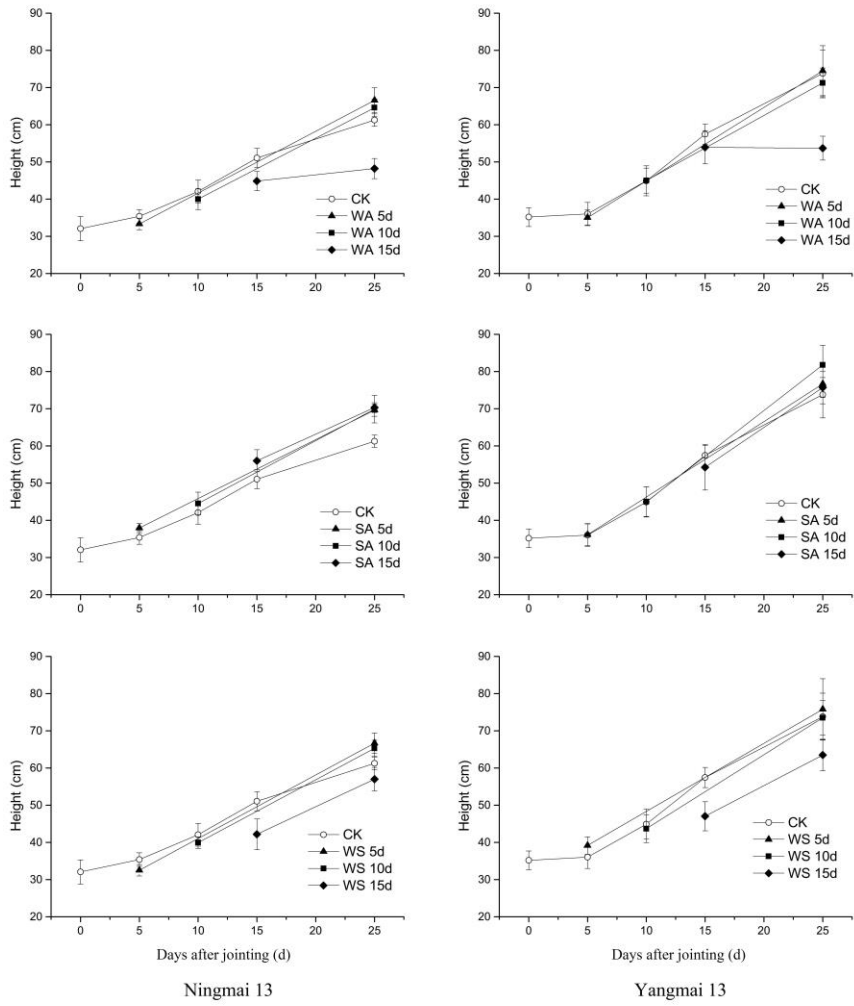 90
80
70
60
50
40
30
20
Height (cm)
0 5 10 15 20 25
CK
WA 5d
WA 10d
WA 15d
90
80
70
60
50
40
30
20
Height (cm)
0 5 10 15 20 25
CK
WA 5d
WA 10d
WA 15d
90
80
70
60
50
40
30
20
Height (cm)
0 5 10 15 20 25
CK
SA 5d
SA 10d
SA 15d
90
80
70
60
50
40
30
20
Height (cm)
0 5 10 15 20 25
CK
SA 5d
SA 10d
SA 15d
90
80
70
60
50
40
30
20
Height (cm)
0 5 10 15 20 25
CK
WS 5d
WS 10d
WS 15d
Days after jointing (d)
Ningmai 13
90
80
70
60
50
40
30
20
Height (cm)
0 5 10 15 20 25
CK
WS 5d
WS 10d
WS 15d
Days after jointing (d)
Yangmai 13